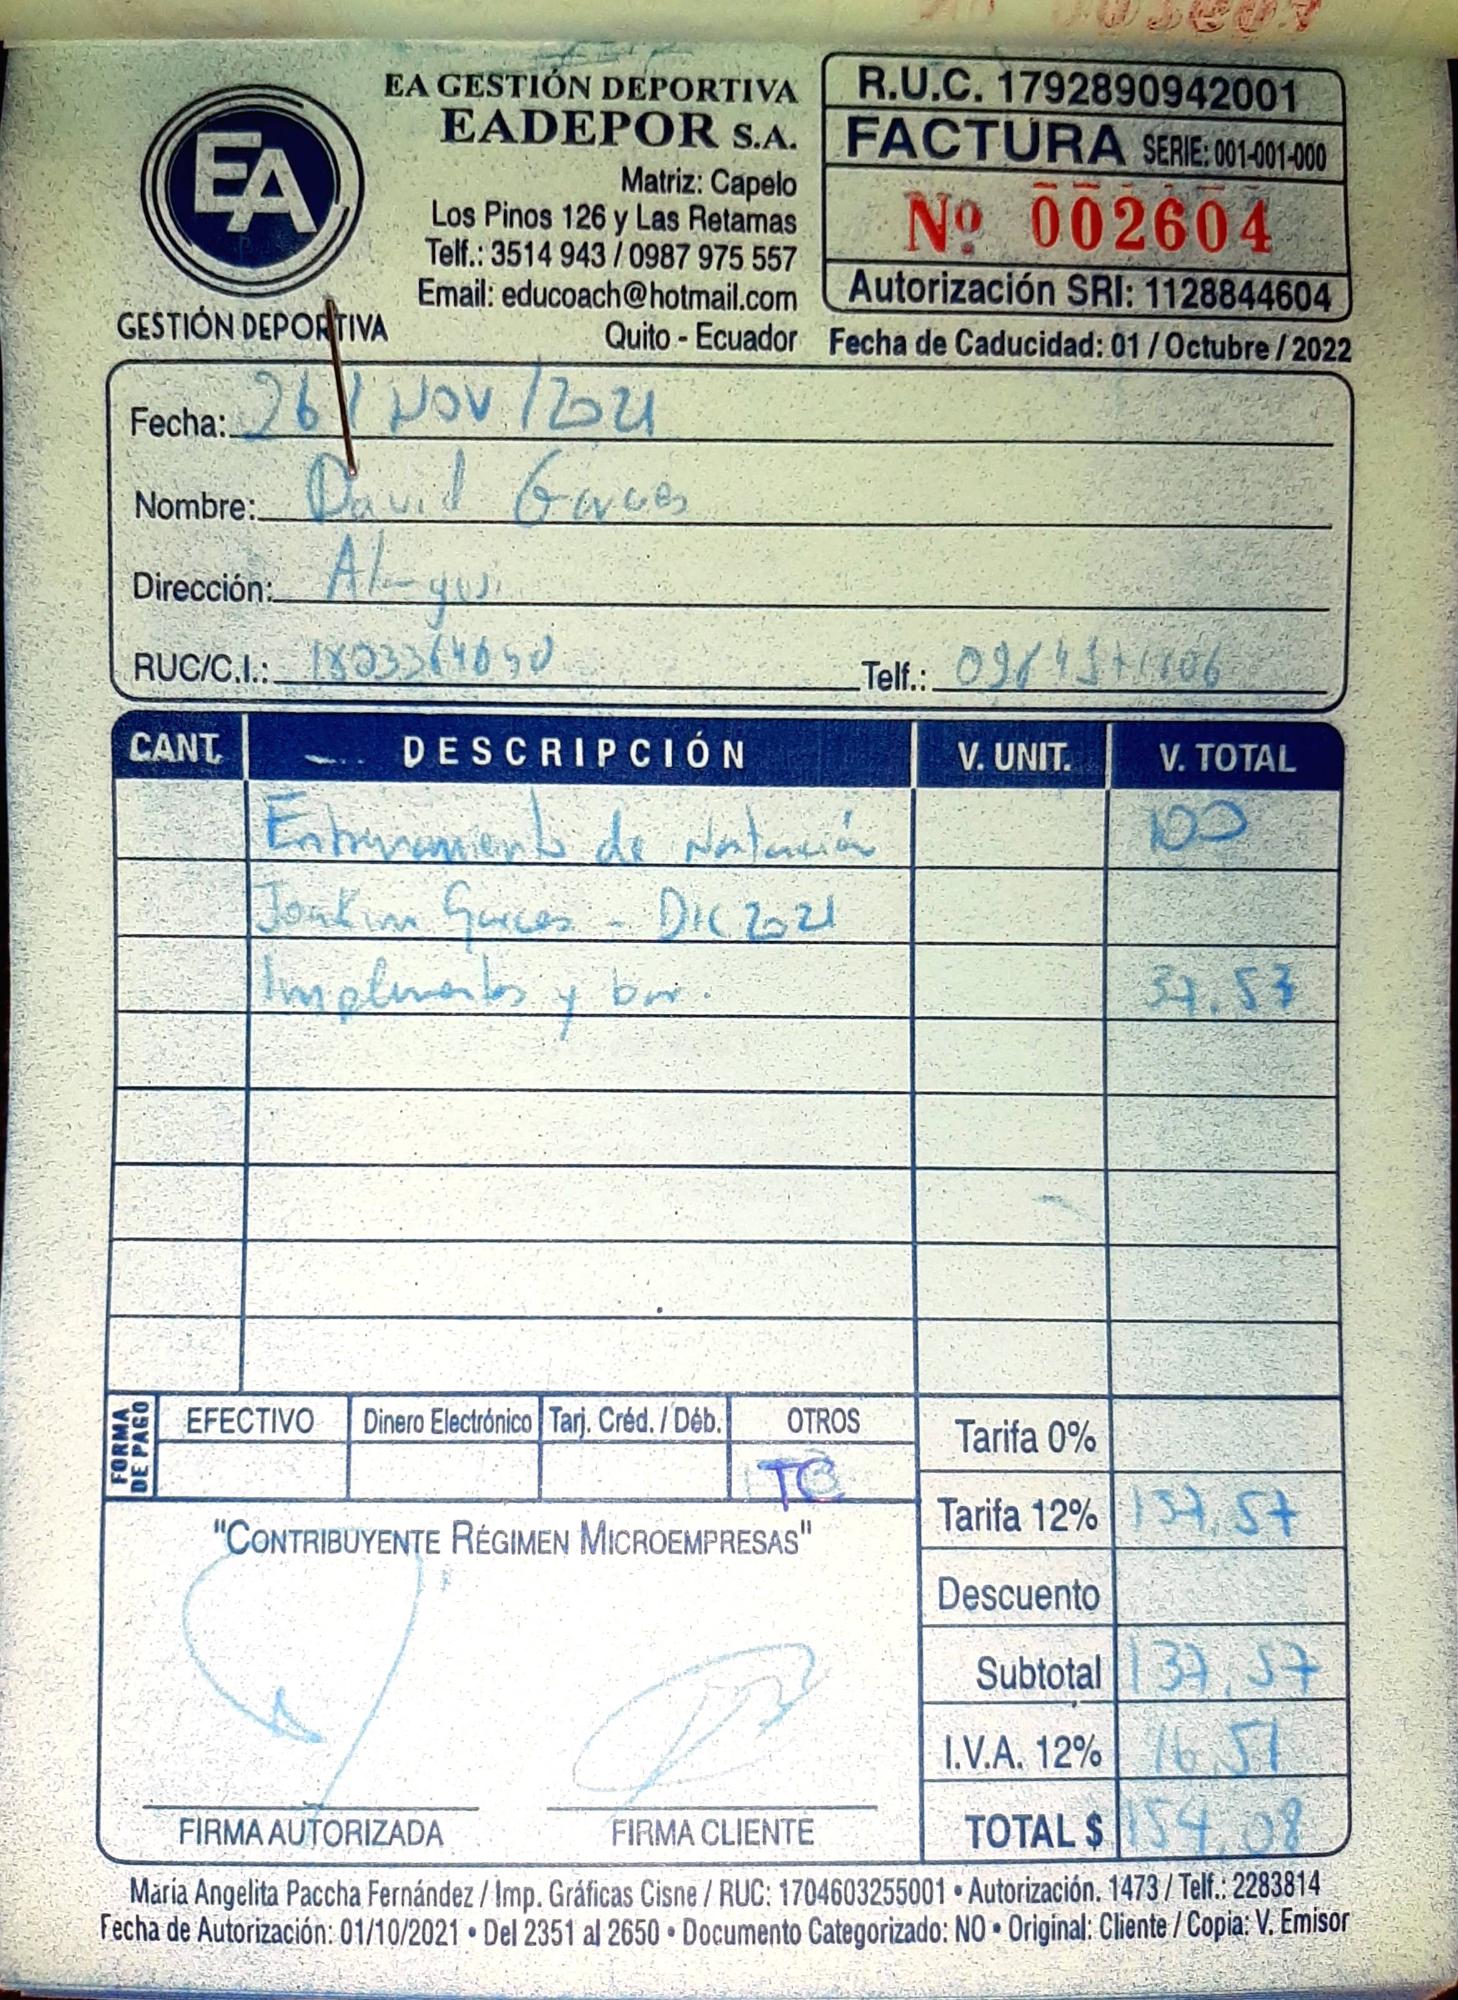 EA GESTIÓN DEPORTIVA
EADEPOR S.A.
Matriz: Capelo
Los Pinos 126 y Las Retamas
Telf.: 3514 943 / 0987 975 557
Email: educoach@hotmail.com
Quito - Ecuador
EA
GESTIÓN DEPORTIVA
R.U.C. 1792890942001
FACTURA SERIE: 001-001-000
Nº 002604
Autorización SRI: 1128844604
Fecha de Caducidad: 01 / Octubre / 2022
Fecha: 26 / Nov / 2021
Nombre: David Garces
Dirección:
RUC/C.I.: Telf.:
CANT. DESCRIPCIÓN V. UNIT. V. TOTAL
Entrenamiento de Natación 100
Joakim Garces - Dic 2021
Implementos y bar. 37.57
FORMA DE PAGO
EFECTIVO Dinero Electrónico Tarj. Créd. / Déb. OTROS
TC
Tarifa 0%
Tarifa 12% 137,57
Descuento
Subtotal 137,57
I.V.A. 12% 16,51
TOTAL $ 154,08
"CONTRIBUYENTE RÉGIMEN MICROEMPRESAS"
FIRMA AUTORIZADA FIRMA CLIENTE
María Angelita Paccha Fernández / Imp. Gráficas Cisne / RUC: 1704603255001 • Autorización. 1473 / Telf.: 2283814
Fecha de Autorización: 01/10/2021 • Del 2351 al 2650 • Documento Categorizado: NO • Original: Cliente / Copia: V. Emisor